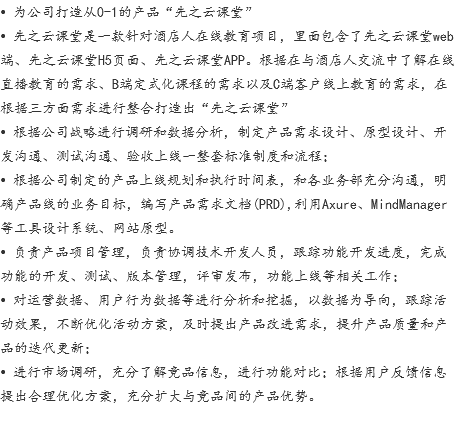 • 为公司打造从0-1的产品“先之云课堂”
• 先之云课堂是一款针对酒店人在线教育项目，里面包含了先之云课堂web
端、先之云课堂H5页面、先之云课堂APP。根据在与酒店人交流中了解在线
直播教育的需求、B端定式化课程的需求以及C端客户线上教育的需求，在
根据三方面需求进行整合打造出“先之云课堂”
• 根据公司战略进行调研和数据分析，制定产品需求设计、原型设计、开
发沟通、测试沟通、验收上线一整套标准制度和流程；
• 根据公司制定的产品上线规划和执行时间表，和各业务部充分沟通，明
确产品线的业务目标，编写产品需求文档(PRD),利用Axure、MindManager
等工具设计系统、网站原型。
• 负责产品项目管理，负责协调技术开发人员，跟踪功能开发进度，完成
功能的开发、测试、版本管理，评审发布，功能上线等相关工作；
• 对运营数据、用户行为数据等进行分析和挖掘，以数据为导向，跟踪活
动效果，不断优化活动方案，及时提出产品改进需求，提升产品质量和产
品的迭代更新；
• 进行市场调研，充分了解竞品信息，进行功能对比；根据用户反馈信息
提出合理优化方案，充分扩大与竞品间的产品优势。